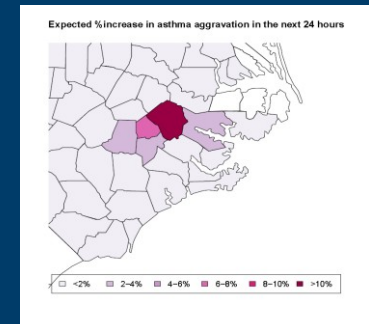 Expected %increase in asthma aggravation in the next 24 hours
<2% 2-4% 4-6% 6-8% 8-10% >10%